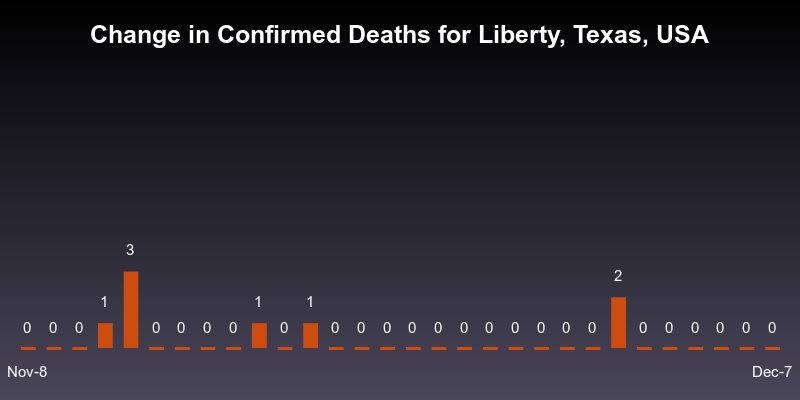 Change in Confirmed Deaths for Liberty, Texas, USA
0 0 0 1 3 0 0 0 0 1 0 1 0 0 0 0 0 0 0 0 0 0 0 2 0 0 0 0 0 0
Nov-8 Dec-7